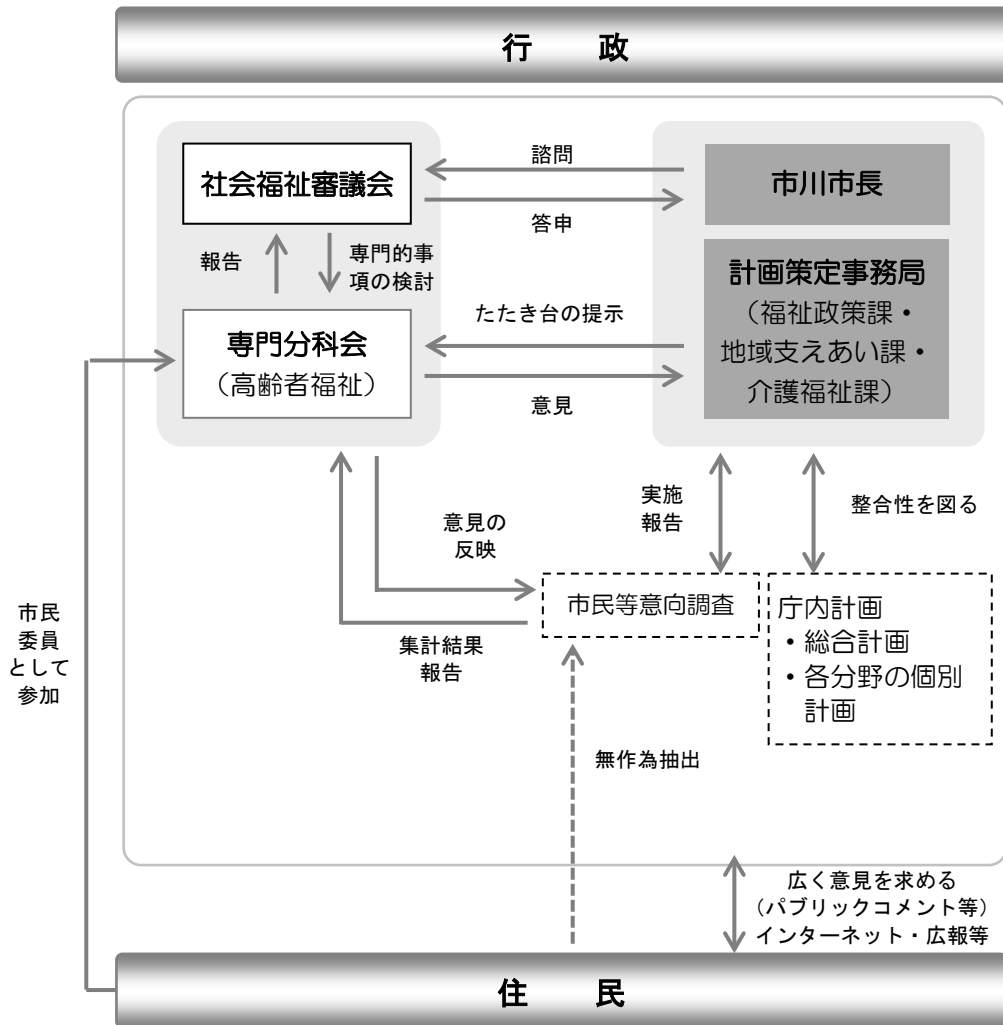 行　政
社会福祉審議会
諮問
答申
市川市長
報告
専門的事
項の検討
専門分科会
（高齢者福祉）
たたき台の提示
意見
計画策定事務局
（福祉政策課・
地域支えあい課・
介護福祉課）
意見の
反映
集計結果
報告
実施
報告
整合性を図る
市民等意向調査
庁内計画
・総合計画
・各分野の個別
計画
市民
委員
として
参加
無作為抽出
広く意見を求める
（パブリックコメント等）
インターネット・広報等
住　民